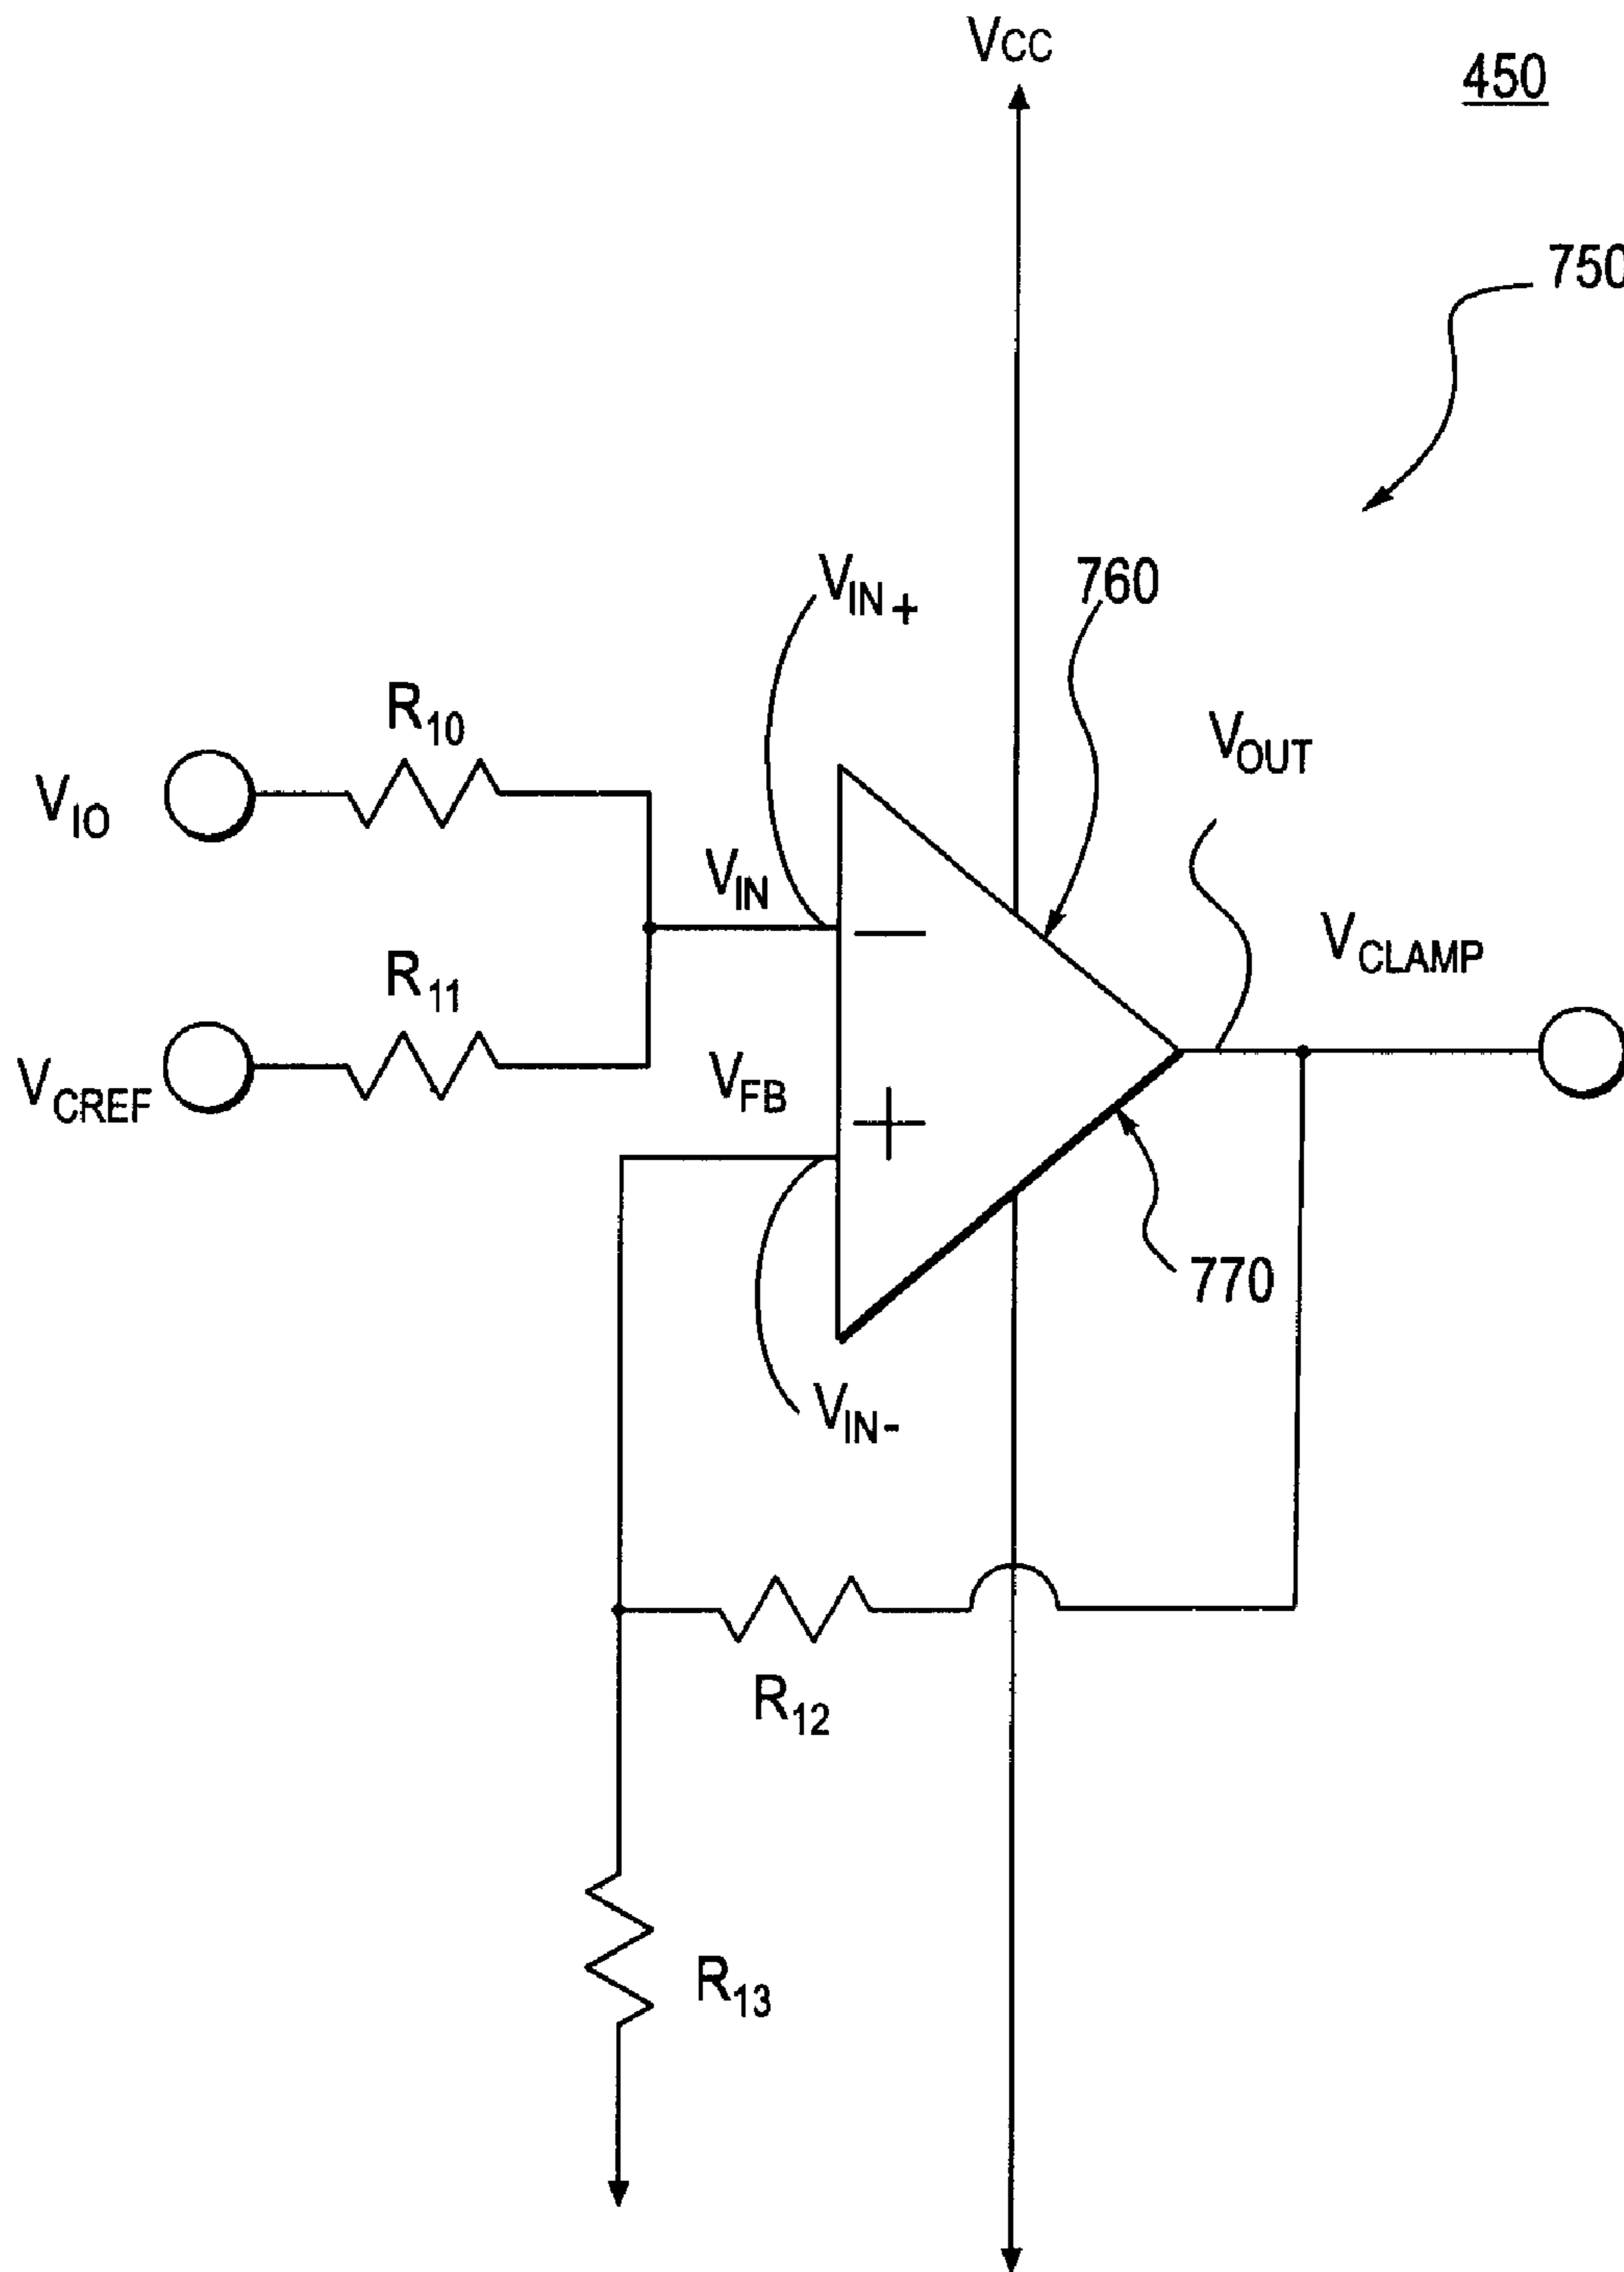 VCC
450
750
VIN+
760
R10
VOUT
VIO
VIN
−
VCLAMP
R11
VFB
+
VCREF
770
VIN-
R12
R13